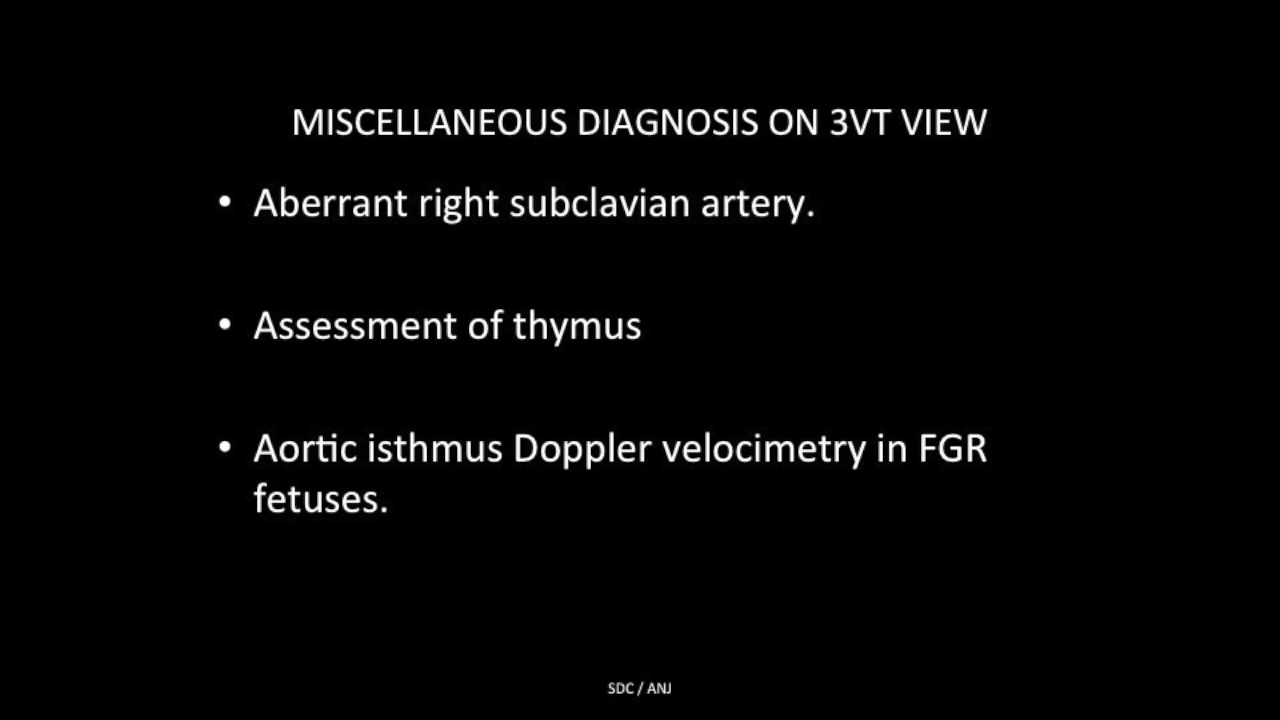 MISCELLANEOUS DIAGNOSIS ON 3VT VIEW
• Aberrant right subclavian artery.
• Assessment of thymus
• Aortic isthmus Doppler velocimetry in FGR
fetuses.
SDC / ANJ